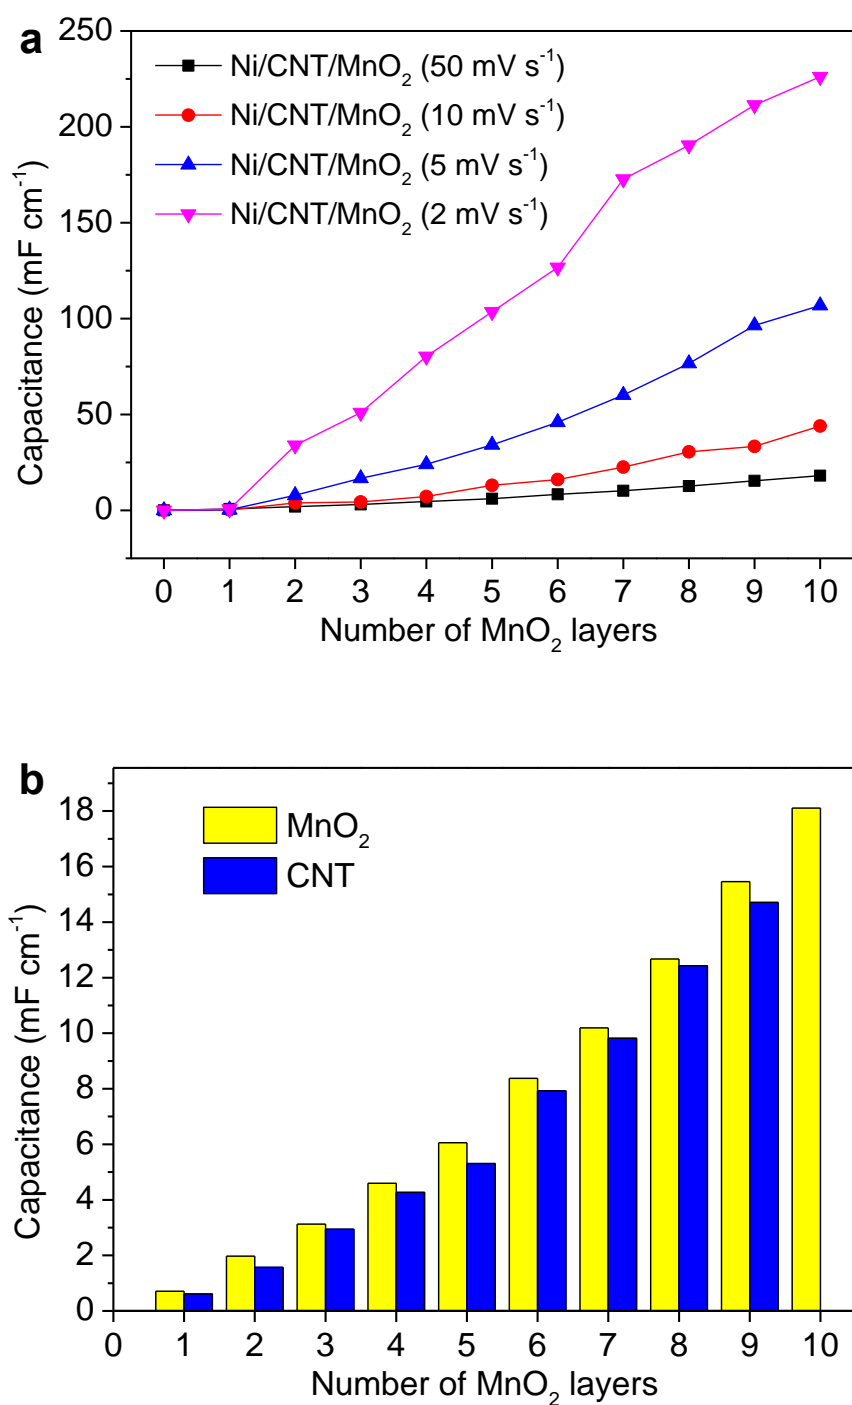 a
250
200
150
100
50
0
Capacitance (mF cm⁻¹)
Ni/CNT/MnO₂ (50 mV s⁻¹)
Ni/CNT/MnO₂ (10 mV s⁻¹)
Ni/CNT/MnO₂ (5 mV s⁻¹)
Ni/CNT/MnO₂ (2 mV s⁻¹)
0 1 2 3 4 5 6 7 8 9 10
Number of MnO₂ layers
b
18
16
14
12
10
8
6
4
2
0
Capacitance (mF cm⁻¹)
MnO₂
CNT
0 1 2 3 4 5 6 7 8 9 10
Number of MnO₂ layers